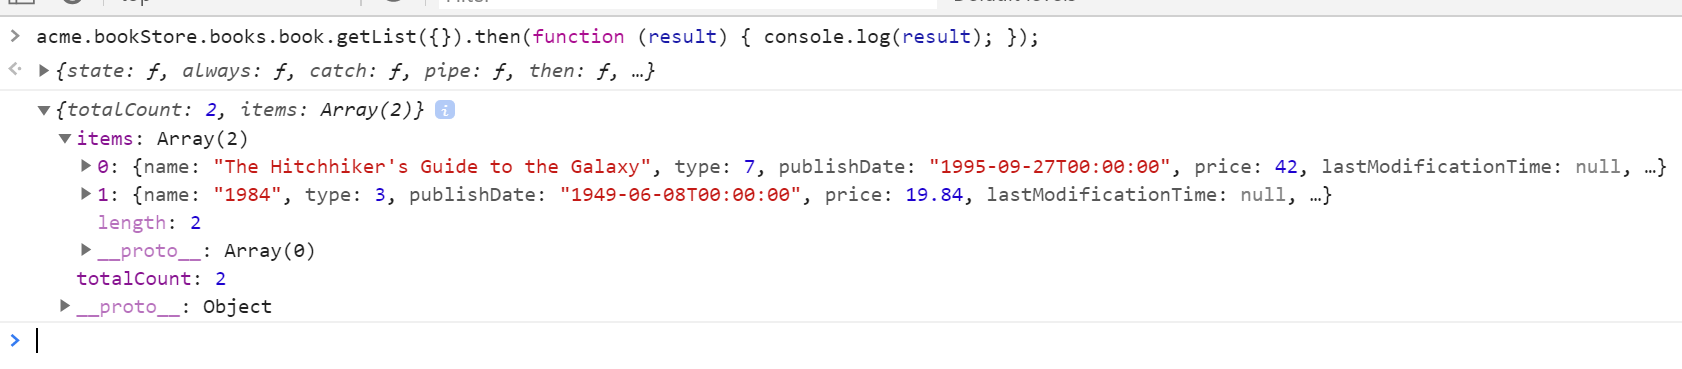 acme.bookStore.books.book.getList({}).then(function (result) { console.log(result); });
{state: ƒ, always: ƒ, catch: ƒ, pipe: ƒ, then: ƒ, …}
{totalCount: 2, items: Array(2)} i
items: Array(2)
0: {name: "The Hitchhiker's Guide to the Galaxy", type: 7, publishDate: "1995-09-27T00:00:00", price: 42, lastModificationTime: null, …}
1: {name: "1984", type: 3, publishDate: "1949-06-08T00:00:00", price: 19.84, lastModificationTime: null, …}
length: 2
__proto__: Array(0)
totalCount: 2
__proto__: Object